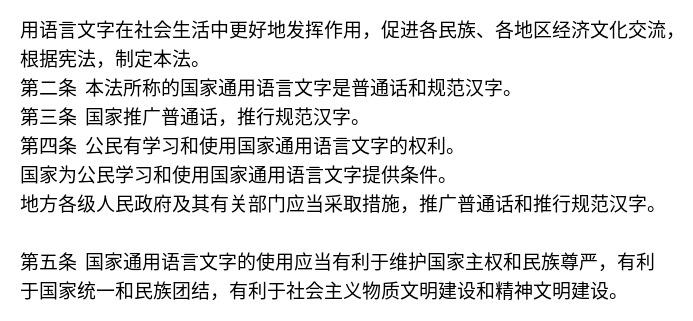 用语言文字在社会生活中更好地发挥作用，促进各民族、各地区经济文化交流，
根据宪法，制定本法。
第二条 本法所称的国家通用语言文字是普通话和规范汉字。
第三条 国家推广普通话，推行规范汉字。
第四条 公民有学习和使用国家通用语言文字的权利。
国家为公民学习和使用国家通用语言文字提供条件。
地方各级人民政府及其有关部门应当采取措施，推广普通话和推行规范汉字。
第五条 国家通用语言文字的使用应当有利于维护国家主权和民族尊严，有利
于国家统一和民族团结，有利于社会主义物质文明建设和精神文明建设。